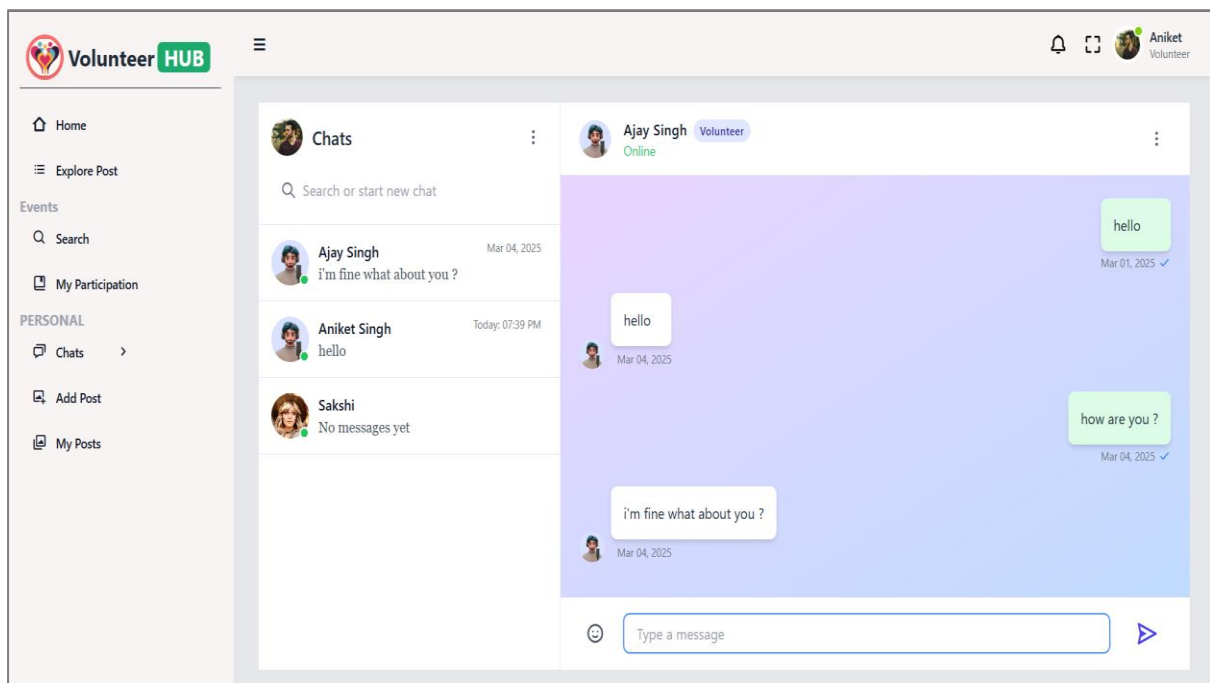 Volunteer HUB
Aniket
Volunteer
Home
Explore Post
Events
Search
My Participation
PERSONAL
Chats
Add Post
My Posts
Chats
Search or start new chat
Ajay Singh Mar 04, 2025
i'm fine what about you ?
Aniket Singh Today: 07:39 PM
hello
Sakshi
No messages yet
Ajay Singh Volunteer
Online
hello
Mar 01, 2025
hello
Mar 04, 2025
how are you ?
Mar 04, 2025
i'm fine what about you ?
Mar 04, 2025
Type a message